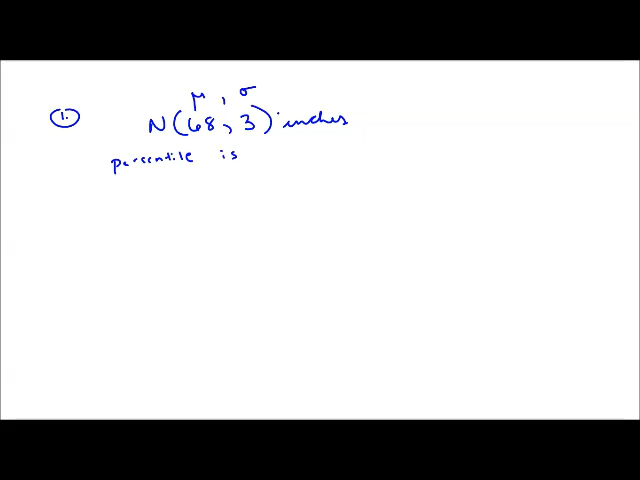 μ , σ
1. N(68, 3) inches
percentile is